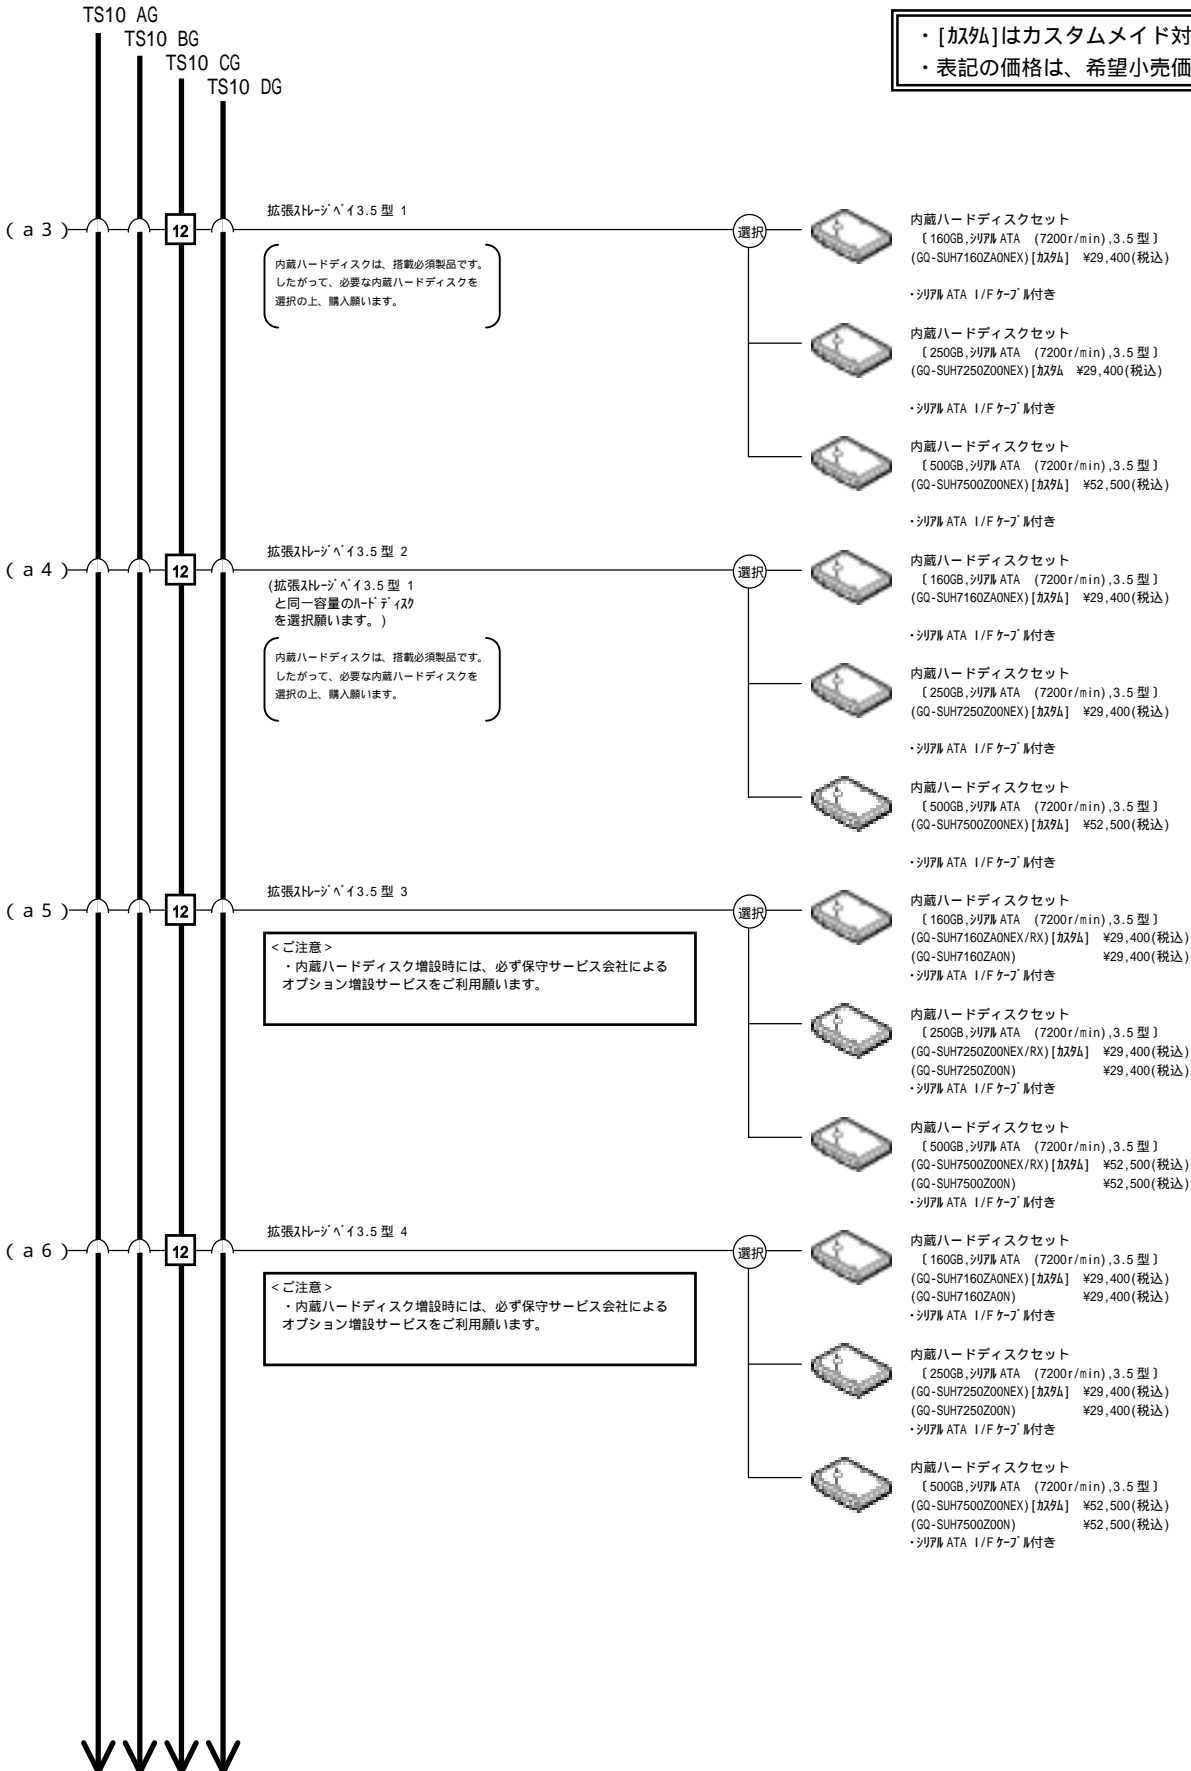 TS10 AG
TS10 BG
TS10 CG
TS10 DG
・[ｶｽﾀﾑ]はカスタムメイド対
・表記の価格は、希望小売価
(a3)
12
拡張ｽﾄﾚｰｼﾞﾍﾞｲ3.5型 1
内蔵ハードディスクは、搭載必須製品です。
したがって、必要な内蔵ハードディスクを
選択の上、購入願います。
選択
内蔵ハードディスクセット
〔160GB,ｼﾘｱﾙATA (7200r/min),3.5型〕
(GQ-SUH7160ZA0NEX)[ｶｽﾀﾑ] ¥29,400(税込)
・ｼﾘｱﾙATA I/Fｹｰﾌﾞﾙ付き
内蔵ハードディスクセット
〔250GB,ｼﾘｱﾙATA (7200r/min),3.5型〕
(GQ-SUH7250Z00NEX)[ｶｽﾀﾑ ¥29,400(税込)
・ｼﾘｱﾙATA I/Fｹｰﾌﾞﾙ付き
内蔵ハードディスクセット
〔500GB,ｼﾘｱﾙATA (7200r/min),3.5型〕
(GQ-SUH7500Z00NEX)[ｶｽﾀﾑ] ¥52,500(税込)
・ｼﾘｱﾙATA I/Fｹｰﾌﾞﾙ付き
(a4)
12
拡張ｽﾄﾚｰｼﾞﾍﾞｲ3.5型 2
(拡張ｽﾄﾚｰｼﾞﾍﾞｲ3.5型 1
と同一容量のﾊｰﾄﾞﾃﾞｨｽｸ
を選択願います。)
内蔵ハードディスクは、搭載必須製品です。
したがって、必要な内蔵ハードディスクを
選択の上、購入願います。
選択
内蔵ハードディスクセット
〔160GB,ｼﾘｱﾙATA (7200r/min),3.5型〕
(GQ-SUH7160ZA0NEX)[ｶｽﾀﾑ] ¥29,400(税込)
・ｼﾘｱﾙATA I/Fｹｰﾌﾞﾙ付き
内蔵ハードディスクセット
〔250GB,ｼﾘｱﾙATA (7200r/min),3.5型〕
(GQ-SUH7250Z00NEX)[ｶｽﾀﾑ] ¥29,400(税込)
・ｼﾘｱﾙATA I/Fｹｰﾌﾞﾙ付き
内蔵ハードディスクセット
〔500GB,ｼﾘｱﾙATA (7200r/min),3.5型〕
(GQ-SUH7500Z00NEX)[ｶｽﾀﾑ] ¥52,500(税込)
・ｼﾘｱﾙATA I/Fｹｰﾌﾞﾙ付き
(a5)
12
拡張ｽﾄﾚｰｼﾞﾍﾞｲ3.5型 3
<ご注意>
・内蔵ハードディスク増設時には、必ず保守サービス会社による
オプション増設サービスをご利用願います。
選択
内蔵ハードディスクセット
〔160GB,ｼﾘｱﾙATA (7200r/min),3.5型〕
(GQ-SUH7160ZA0NEX/RX)[ｶｽﾀﾑ] ¥29,400(税込)
(GQ-SUH7160ZA0N) ¥29,400(税込)
・ｼﾘｱﾙATA I/Fｹｰﾌﾞﾙ付き
内蔵ハードディスクセット
〔250GB,ｼﾘｱﾙATA (7200r/min),3.5型〕
(GQ-SUH7250Z00NEX/RX)[ｶｽﾀﾑ] ¥29,400(税込)
(GQ-SUH7250Z00N) ¥29,400(税込)
・ｼﾘｱﾙATA I/Fｹｰﾌﾞﾙ付き
内蔵ハードディスクセット
〔500GB,ｼﾘｱﾙATA (7200r/min),3.5型〕
(GQ-SUH7500Z00NEX/RX)[ｶｽﾀﾑ] ¥52,500(税込)
(GQ-SUH7500Z00N) ¥52,500(税込)
・ｼﾘｱﾙATA I/Fｹｰﾌﾞﾙ付き
(a6)
12
拡張ｽﾄﾚｰｼﾞﾍﾞｲ3.5型 4
<ご注意>
・内蔵ハードディスク増設時には、必ず保守サービス会社による
オプション増設サービスをご利用願います。
選択
内蔵ハードディスクセット
〔160GB,ｼﾘｱﾙATA (7200r/min),3.5型〕
(GQ-SUH7160ZA0NEX)[ｶｽﾀﾑ] ¥29,400(税込)
(GQ-SUH7160ZA0N) ¥29,400(税込)
・ｼﾘｱﾙATA I/Fｹｰﾌﾞﾙ付き
内蔵ハードディスクセット
〔250GB,ｼﾘｱﾙATA (7200r/min),3.5型〕
(GQ-SUH7250Z00NEX)[ｶｽﾀﾑ] ¥29,400(税込)
(GQ-SUH7250Z00N) ¥29,400(税込)
・ｼﾘｱﾙATA I/Fｹｰﾌﾞﾙ付き
内蔵ハードディスクセット
〔500GB,ｼﾘｱﾙATA (7200r/min),3.5型〕
(GQ-SUH7500Z00NEX)[ｶｽﾀﾑ] ¥52,500(税込)
(GQ-SUH7500Z00N) ¥52,500(税込)
・ｼﾘｱﾙATA I/Fｹｰﾌﾞﾙ付き